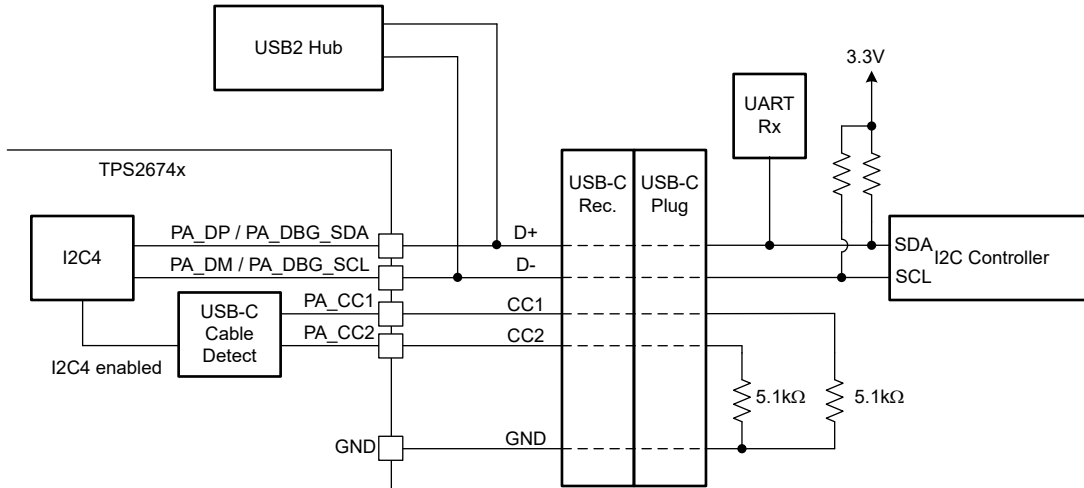 USB2 Hub
3.3V
UART
Rx
TPS2674x
USB-C
Rec.
USB-C
Plug
I2C4
PA_DP / PA_DBG_SDA
D+
SDA
I2C Controller
PA_DM / PA_DBG_SCL
D-
SCL
USB-C
Cable
Detect
PA_CC1
CC1
PA_CC2
CC2
I2C4 enabled
5.1kΩ
5.1kΩ
GND
GND